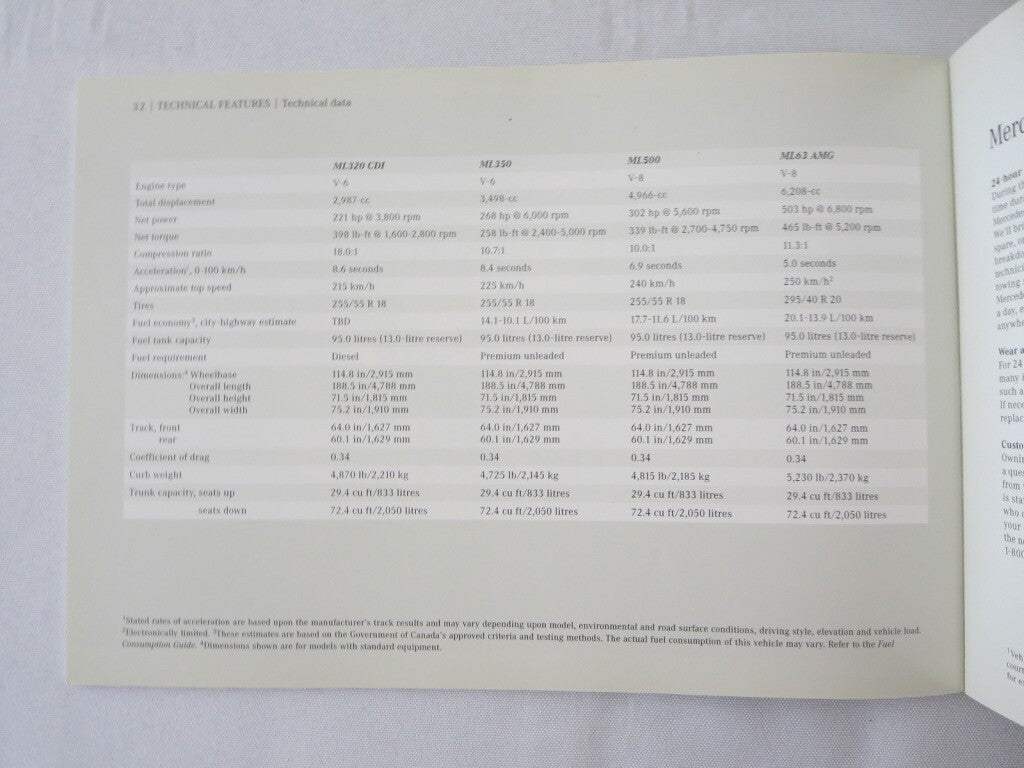 32 | TECHNICAL FEATURES | Technical data
ML320 CDI ML350 ML500 ML63 AMG
Engine type V-6 V-6 V-8 V-8
Total displacement 2,987-cc 3,498-cc 4,966-cc 6,208-cc
Net power 221 hp @ 3,800 rpm 268 hp @ 6,000 rpm 302 hp @ 5,600 rpm 503 hp @ 6,800 rpm
Net torque 398 lb-ft @ 1,600-2,800 rpm 258 lb-ft @ 2,400-5,000 rpm 339 lb-ft @ 2,700-4,750 rpm 465 lb-ft @ 5,200 rpm
Compression ratio 18.0:1 10.7:1 10.0:1 11.3:1
Acceleration¹, 0-100 km/h 8.6 seconds 8.4 seconds 6.9 seconds 5.0 seconds
Approximate top speed 215 km/h 225 km/h 240 km/h 250 km/h²
Tires 255/55 R 18 255/55 R 18 255/55 R 18 295/40 R 20
Fuel economy³, city-highway estimate TBD 14.1-10.1 L/100 km 17.7-11.6 L/100 km 20.1-13.9 L/100 km
Fuel tank capacity 95.0 litres (13.0-litre reserve) 95.0 litres (13.0-litre reserve) 95.0 litres (13.0-litre reserve) 95.0 litres (13.0-litre reserve)
Fuel requirement Diesel Premium unleaded Premium unleaded Premium unleaded
Dimensions:⁴ Wheelbase 114.8 in/2,915 mm 114.8 in/2,915 mm 114.8 in/2,915 mm 114.8 in/2,915 mm
Overall length 188.5 in/4,788 mm 188.5 in/4,788 mm 188.5 in/4,788 mm 188.5 in/4,788 mm
Overall height 71.5 in/1,815 mm 71.5 in/1,815 mm 71.5 in/1,815 mm 71.5 in/1,815 mm
Overall width 75.2 in/1,910 mm 75.2 in/1,910 mm 75.2 in/1,910 mm 75.2 in/1,910 mm
Track, front 64.0 in/1,627 mm 64.0 in/1,627 mm 64.0 in/1,627 mm 64.0 in/1,627 mm
rear 60.1 in/1,629 mm 60.1 in/1,629 mm 60.1 in/1,629 mm 60.1 in/1,629 mm
Coefficient of drag 0.34 0.34 0.34 0.34
Curb weight 4,870 lb/2,210 kg 4,725 lb/2,145 kg 4,815 lb/2,185 kg 5,230 lb/2,370 kg
Trunk capacity, seats up 29.4 cu ft/833 litres 29.4 cu ft/833 litres 29.4 cu ft/833 litres 29.4 cu ft/833 litres
seats down 72.4 cu ft/2,050 litres 72.4 cu ft/2,050 litres 72.4 cu ft/2,050 litres 72.4 cu ft/2,050 litres
¹Stated rates of acceleration are based upon the manufacturer's track results and may vary depending upon model, environmental and road surface conditions, driving style, elevation and vehicle load.
²Electronically limited. ³These estimates are based on the Government of Canada's approved criteria and testing methods. The actual fuel consumption of this vehicle may vary. Refer to the Fuel
Consumption Guide. ⁴Dimensions shown are for models with standard equipment.
24-hour
During
time
We'll
spare,
towing
a day,
Wear
For 24
many
such a
If
a
from
is
who
your
the
1-800
for